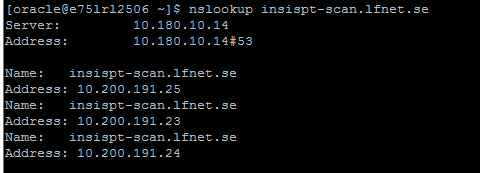 [oracle@e75lrl2506 ~]$ nslookup insispt-scan.lfnet.se
Server:         10.180.10.14
Address:        10.180.10.14#53

Name:   insispt-scan.lfnet.se
Address: 10.200.191.25
Name:   insispt-scan.lfnet.se
Address: 10.200.191.23
Name:   insispt-scan.lfnet.se
Address: 10.200.191.24